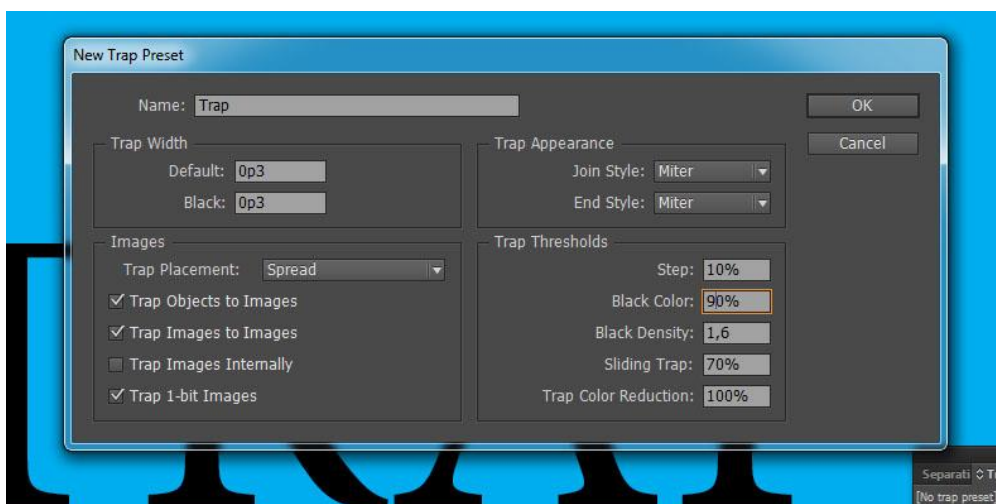 New Trap Preset
Name: Trap
OK
Cancel
Trap Width
Default: 0p3
Black: 0p3
Trap Appearance
Join Style: Miter
End Style: Miter
Images
Trap Placement: Spread
Trap Objects to Images
Trap Images to Images
Trap Images Internally
Trap 1-bit Images
Trap Thresholds
Step: 10%
Black Color: 90%
Black Density: 1,6
Sliding Trap: 70%
Trap Color Reduction: 100%
Separati
[No trap preset